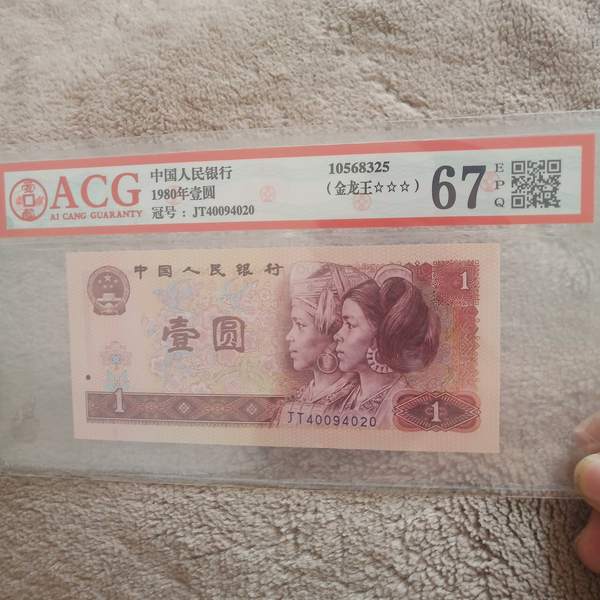 ACG
AI CANG GUARANTY
中国人民银行
1980年壹圆
冠号：JT40094020
10568325
(金龙王☆☆☆)
67
E
P
Q
中国人民银行
1
壹圆
1
1
JT40094020